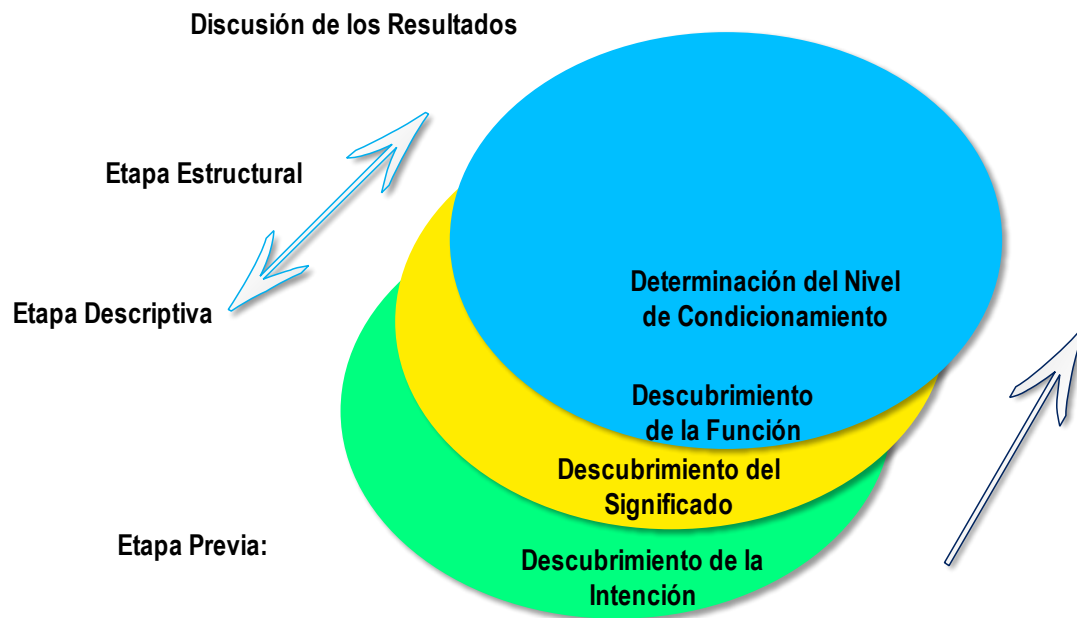 Discusión de los Resultados
Etapa Estructural
Etapa Descriptiva
Etapa Previa:
Determinación del Nivel
de Condicionamiento
Descubrimiento
de la Función
Descubrimiento del
Significado
Descubrimiento de la
Intención